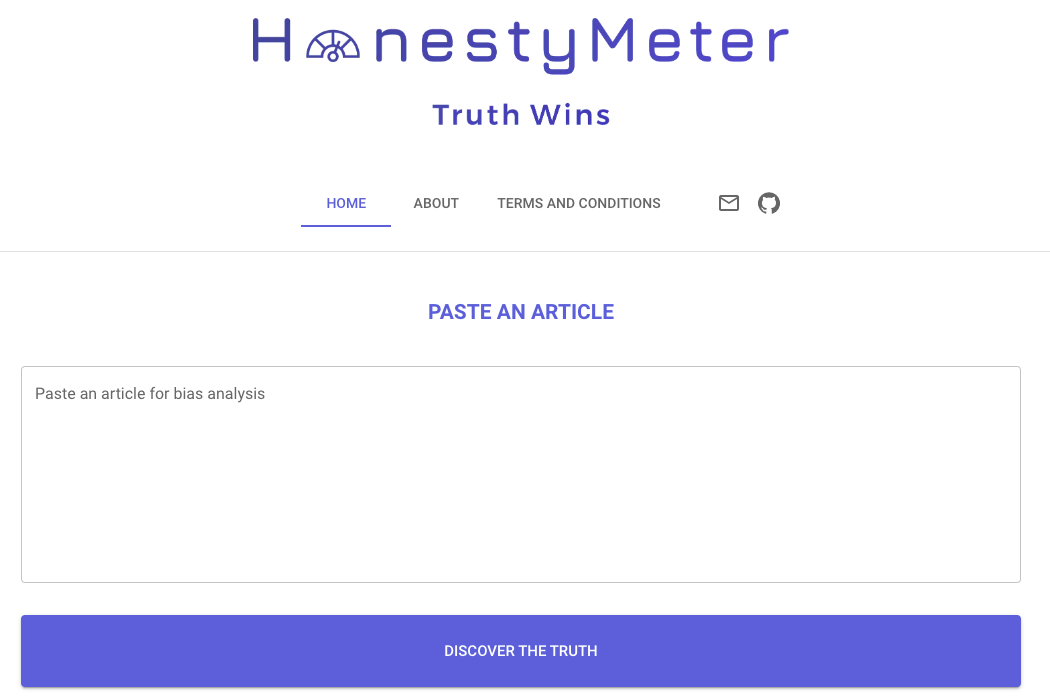 HonestyMeter
Truth Wins
HOME ABOUT TERMS AND CONDITIONS
PASTE AN ARTICLE
Paste an article for bias analysis
DISCOVER THE TRUTH